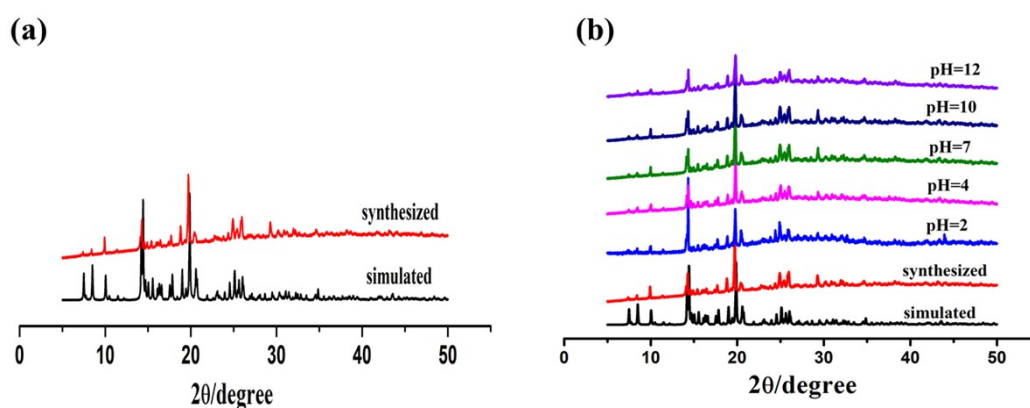 (a)
synthesized
simulated
0 10 20 30 40 50
2θ/degree
(b)
pH=12
pH=10
pH=7
pH=4
pH=2
synthesized
simulated
0 10 20 30 40 50
2θ/degree